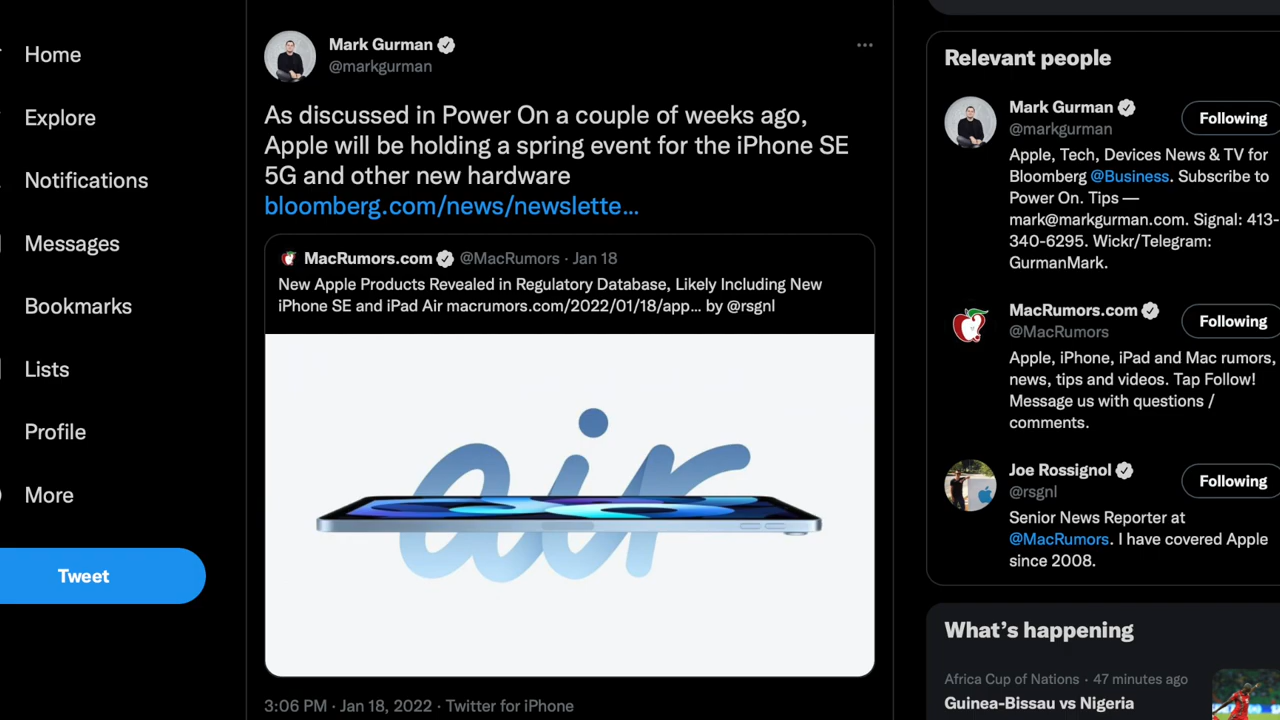 Home
Explore
Notifications
Messages
Bookmarks
Lists
Profile
More
Tweet
Mark Gurman
@markgurman
As discussed in Power On a couple of weeks ago,
Apple will be holding a spring event for the iPhone SE
5G and other new hardware
bloomberg.com/news/newslette…
MacRumors.com @MacRumors · Jan 18
New Apple Products Revealed in Regulatory Database, Likely Including New
iPhone SE and iPad Air macrumors.com/2022/01/18/app… by @rsgnl
air
3:06 PM · Jan 18, 2022 · Twitter for iPhone
Relevant people
Mark Gurman
@markgurman
Following
Apple, Tech, Devices News & TV for
Bloomberg @Business. Subscribe to
Power On. Tips —
mark@markgurman.com. Signal: 413-
340-6295. Wickr/Telegram:
GurmanMark.
MacRumors.com
@MacRumors
Following
Apple, iPhone, iPad and Mac rumors,
news, tips and videos. Tap Follow!
Message us with questions /
comments.
Joe Rossignol
@rsgnl
Following
Senior News Reporter at
@MacRumors. I have covered Apple
since 2008.
What's happening
Africa Cup of Nations · 47 minutes ago
Guinea-Bissau vs Nigeria